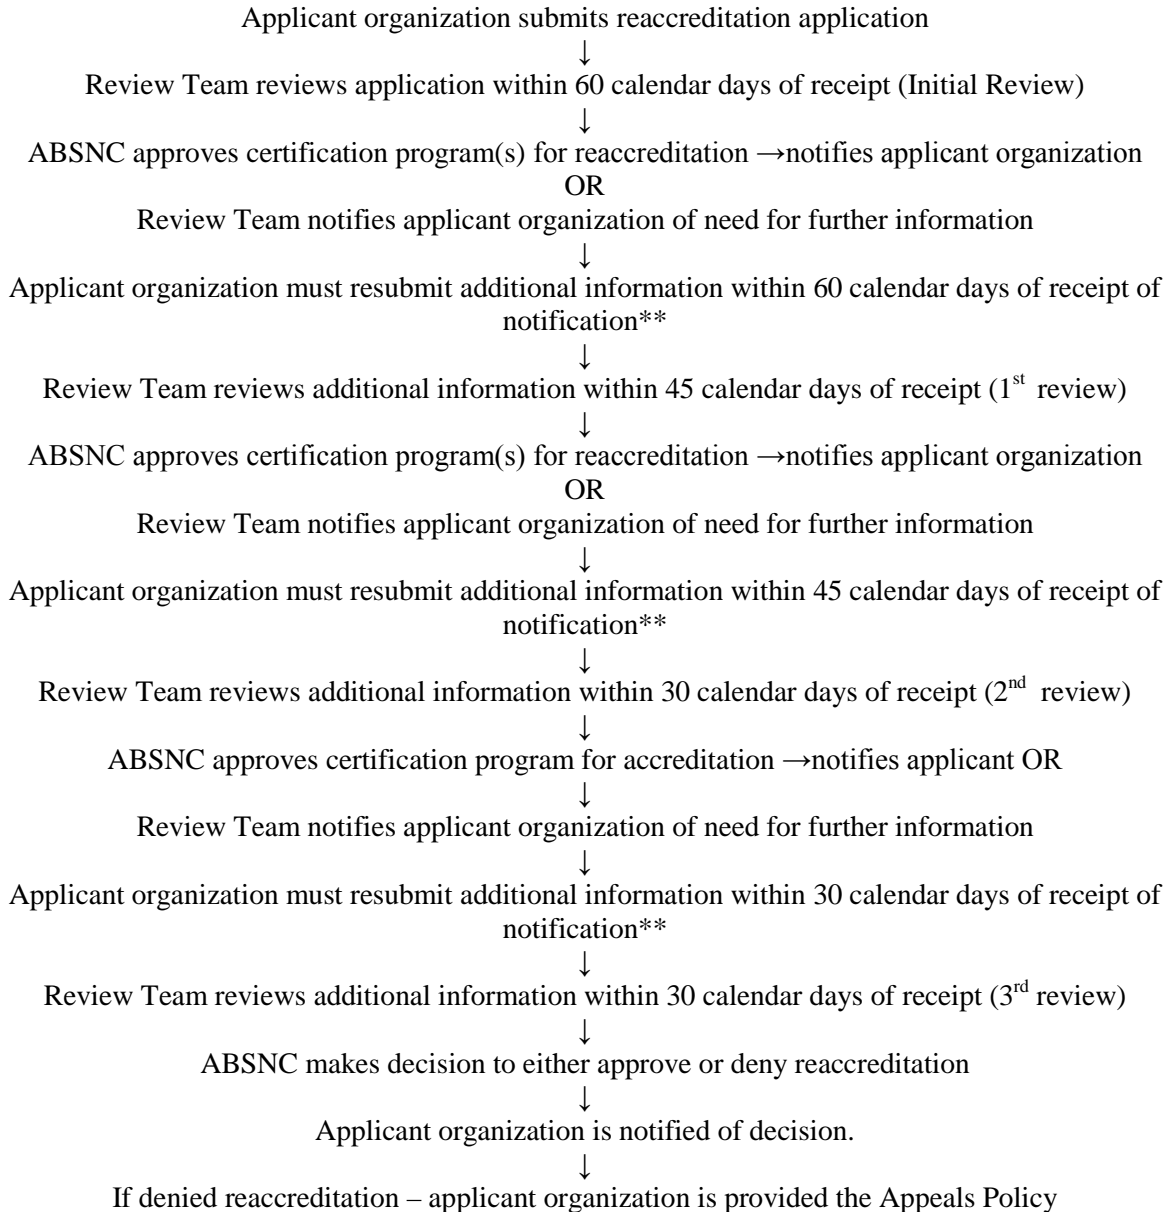 Applicant organization submits reaccreditation application
↓
Review Team reviews application within 60 calendar days of receipt (Initial Review)
↓
ABSNC approves certification program(s) for reaccreditation →notifies applicant organization
OR
Review Team notifies applicant organization of need for further information
↓
Applicant organization must resubmit additional information within 60 calendar days of receipt of
notification**
↓
Review Team reviews additional information within 45 calendar days of receipt (1st review)
↓
ABSNC approves certification program(s) for reaccreditation →notifies applicant organization
OR
Review Team notifies applicant organization of need for further information
↓
Applicant organization must resubmit additional information within 45 calendar days of receipt of
notification**
↓
Review Team reviews additional information within 30 calendar days of receipt (2nd review)
↓
ABSNC approves certification program for accreditation →notifies applicant OR
↓
Review Team notifies applicant organization of need for further information
↓
Applicant organization must resubmit additional information within 30 calendar days of receipt of
notification**
↓
Review Team reviews additional information within 30 calendar days of receipt (3rd review)
↓
ABSNC makes decision to either approve or deny reaccreditation
↓
Applicant organization is notified of decision.
↓
If denied reaccreditation – applicant organization is provided the Appeals Policy